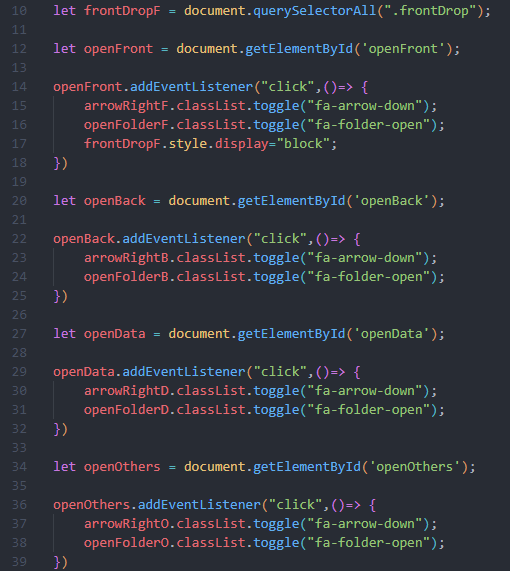 10 let frontDropF = document.querySelectorAll(".frontDrop");
11
12 let openFront = document.getElementById('openFront');
13
14 openFront.addEventListener("click",()=> {
15     arrowRightF.classList.toggle("fa-arrow-down");
16     openFolderF.classList.toggle("fa-folder-open");
17     frontDropF.style.display="block";
18 })
19
20 let openBack = document.getElementById('openBack');
21
22 openBack.addEventListener("click",()=> {
23     arrowRightB.classList.toggle("fa-arrow-down");
24     openFolderB.classList.toggle("fa-folder-open");
25 })
26
27 let openData = document.getElementById('openData');
28
29 openData.addEventListener("click",()=> {
30     arrowRightD.classList.toggle("fa-arrow-down");
31     openFolderD.classList.toggle("fa-folder-open");
32 })
33
34 let openOthers = document.getElementById('openOthers');
35
36 openOthers.addEventListener("click",()=> {
37     arrowRightO.classList.toggle("fa-arrow-down");
38     openFolderO.classList.toggle("fa-folder-open");
39 })